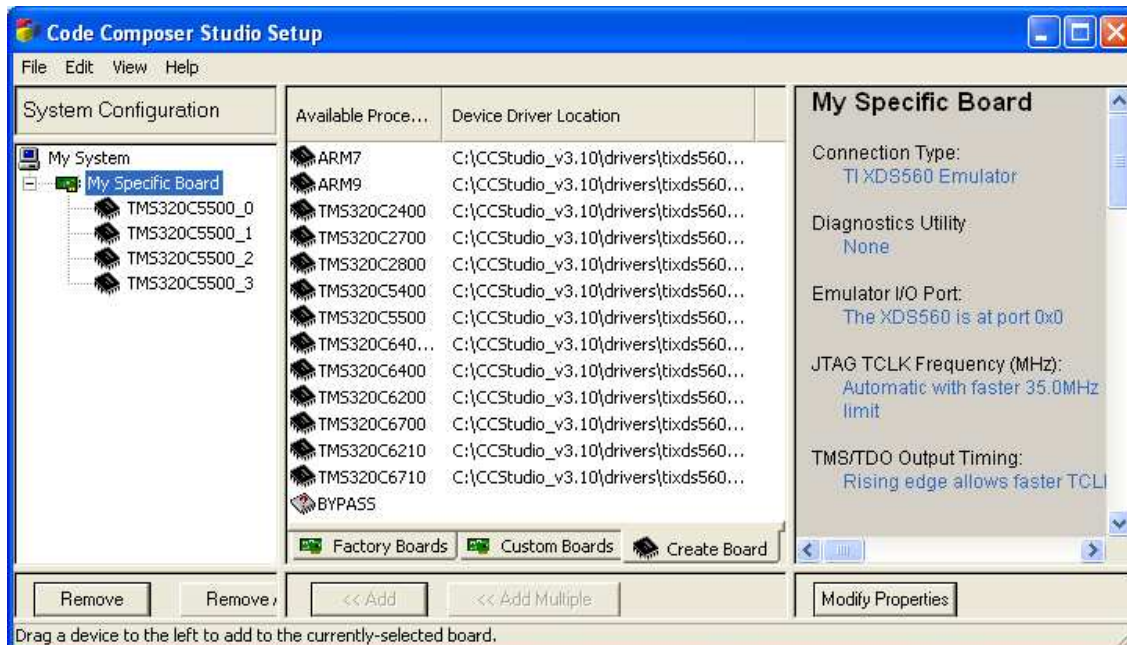 Code Composer Studio Setup
File Edit View Help
System Configuration
My System
My Specific Board
TMS320C5500_0
TMS320C5500_1
TMS320C5500_2
TMS320C5500_3
Available Proce... Device Driver Location
ARM7 C:\CCStudio_v3.10\drivers\tixds560...
ARM9 C:\CCStudio_v3.10\drivers\tixds560...
TMS320C2400 C:\CCStudio_v3.10\drivers\tixds560...
TMS320C2700 C:\CCStudio_v3.10\drivers\tixds560...
TMS320C2800 C:\CCStudio_v3.10\drivers\tixds560...
TMS320C5400 C:\CCStudio_v3.10\drivers\tixds560...
TMS320C5500 C:\CCStudio_v3.10\drivers\tixds560...
TMS320C640... C:\CCStudio_v3.10\drivers\tixds560...
TMS320C6400 C:\CCStudio_v3.10\drivers\tixds560...
TMS320C6200 C:\CCStudio_v3.10\drivers\tixds560...
TMS320C6700 C:\CCStudio_v3.10\drivers\tixds560...
TMS320C6210 C:\CCStudio_v3.10\drivers\tixds560...
TMS320C6710 C:\CCStudio_v3.10\drivers\tixds560...
BYPASS
Factory Boards Custom Boards Create Board
My Specific Board
Connection Type:
TI XDS560 Emulator
Diagnostics Utility
None
Emulator I/O Port:
The XDS560 is at port 0x0
JTAG TCLK Frequency (MHz):
Automatic with faster 35.0MHz
limit
TMS/TDO Output Timing:
Rising edge allows faster TCL
Remove Remove << Add << Add Multiple Modify Properties
Drag a device to the left to add to the currently-selected board.